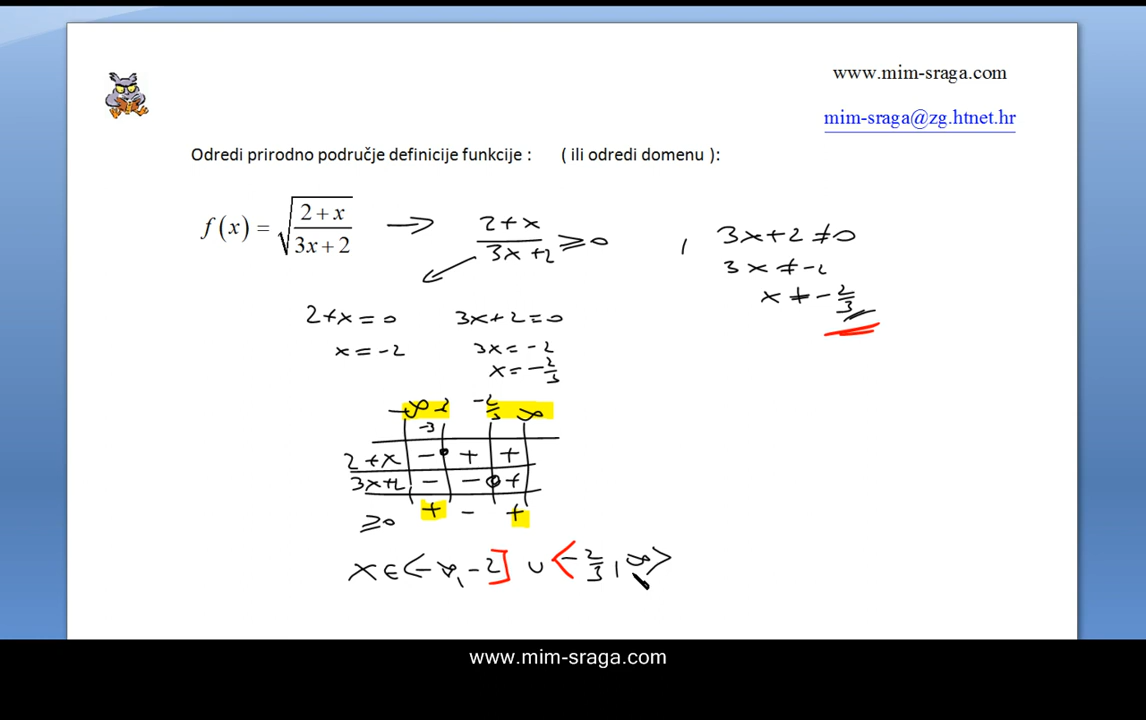 www.mim-sraga.com
mim-sraga@zg.htnet.hr
Odredi prirodno područje definicije funkcije : ( ili odredi domenu ):
f(x) = √((2+x)/(3x+2)) → (2+x)/(3x+2) ≥ 0 , 3x+2 ≠ 0
3x ≠ -2
x ≠ -2/3
2+x = 0 3x+2 = 0
x = -2 3x = -2
x = -2/3
-∞ -2 -2/3 ∞
-3
2+x - + +
3x+2 - - +
≥0 + - +
x ∈ <-∞, -2] ∪ <-2/3, ∞>
www.mim-sraga.com